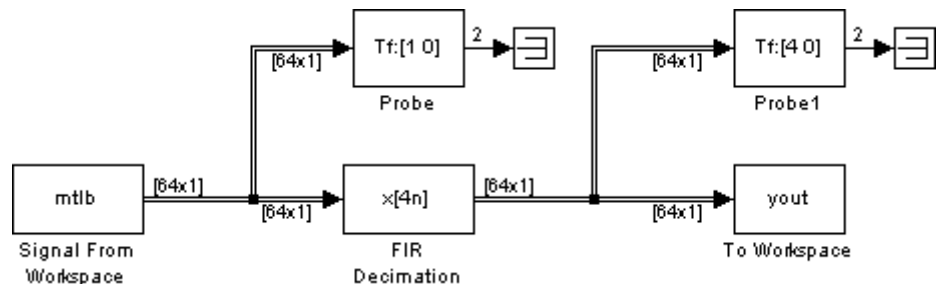 Tf:[1 0]
2
[64x1]
Probe
Tf:[4 0]
2
[64x1]
Probe1
mtlb
[64x1]
[64x1]
Signal From
Workspace
x[4n]
[64x1]
[64x1]
FIR
Decimation
yout
To Workspace